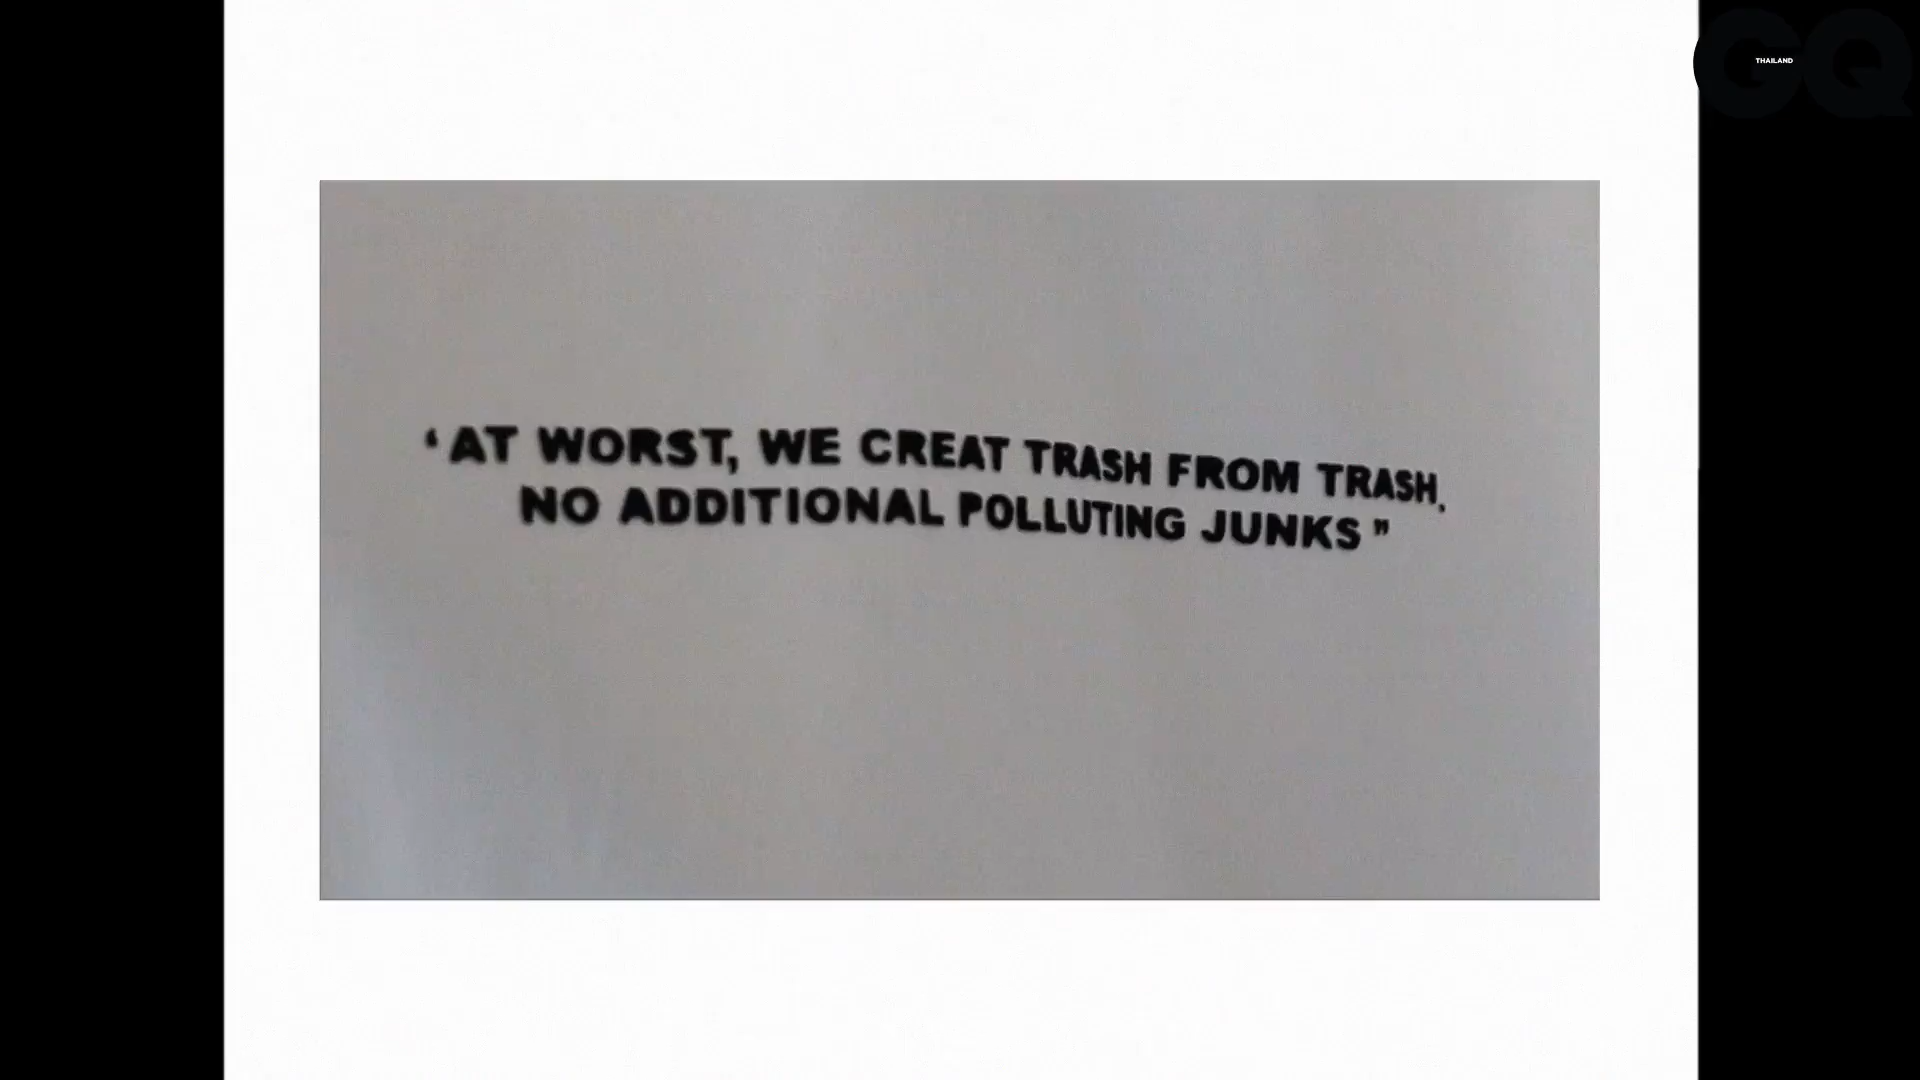 GQ
THAILAND
‘ AT WORST, WE CREAT TRASH FROM TRASH,
NO ADDITIONAL POLLUTING JUNKS ”